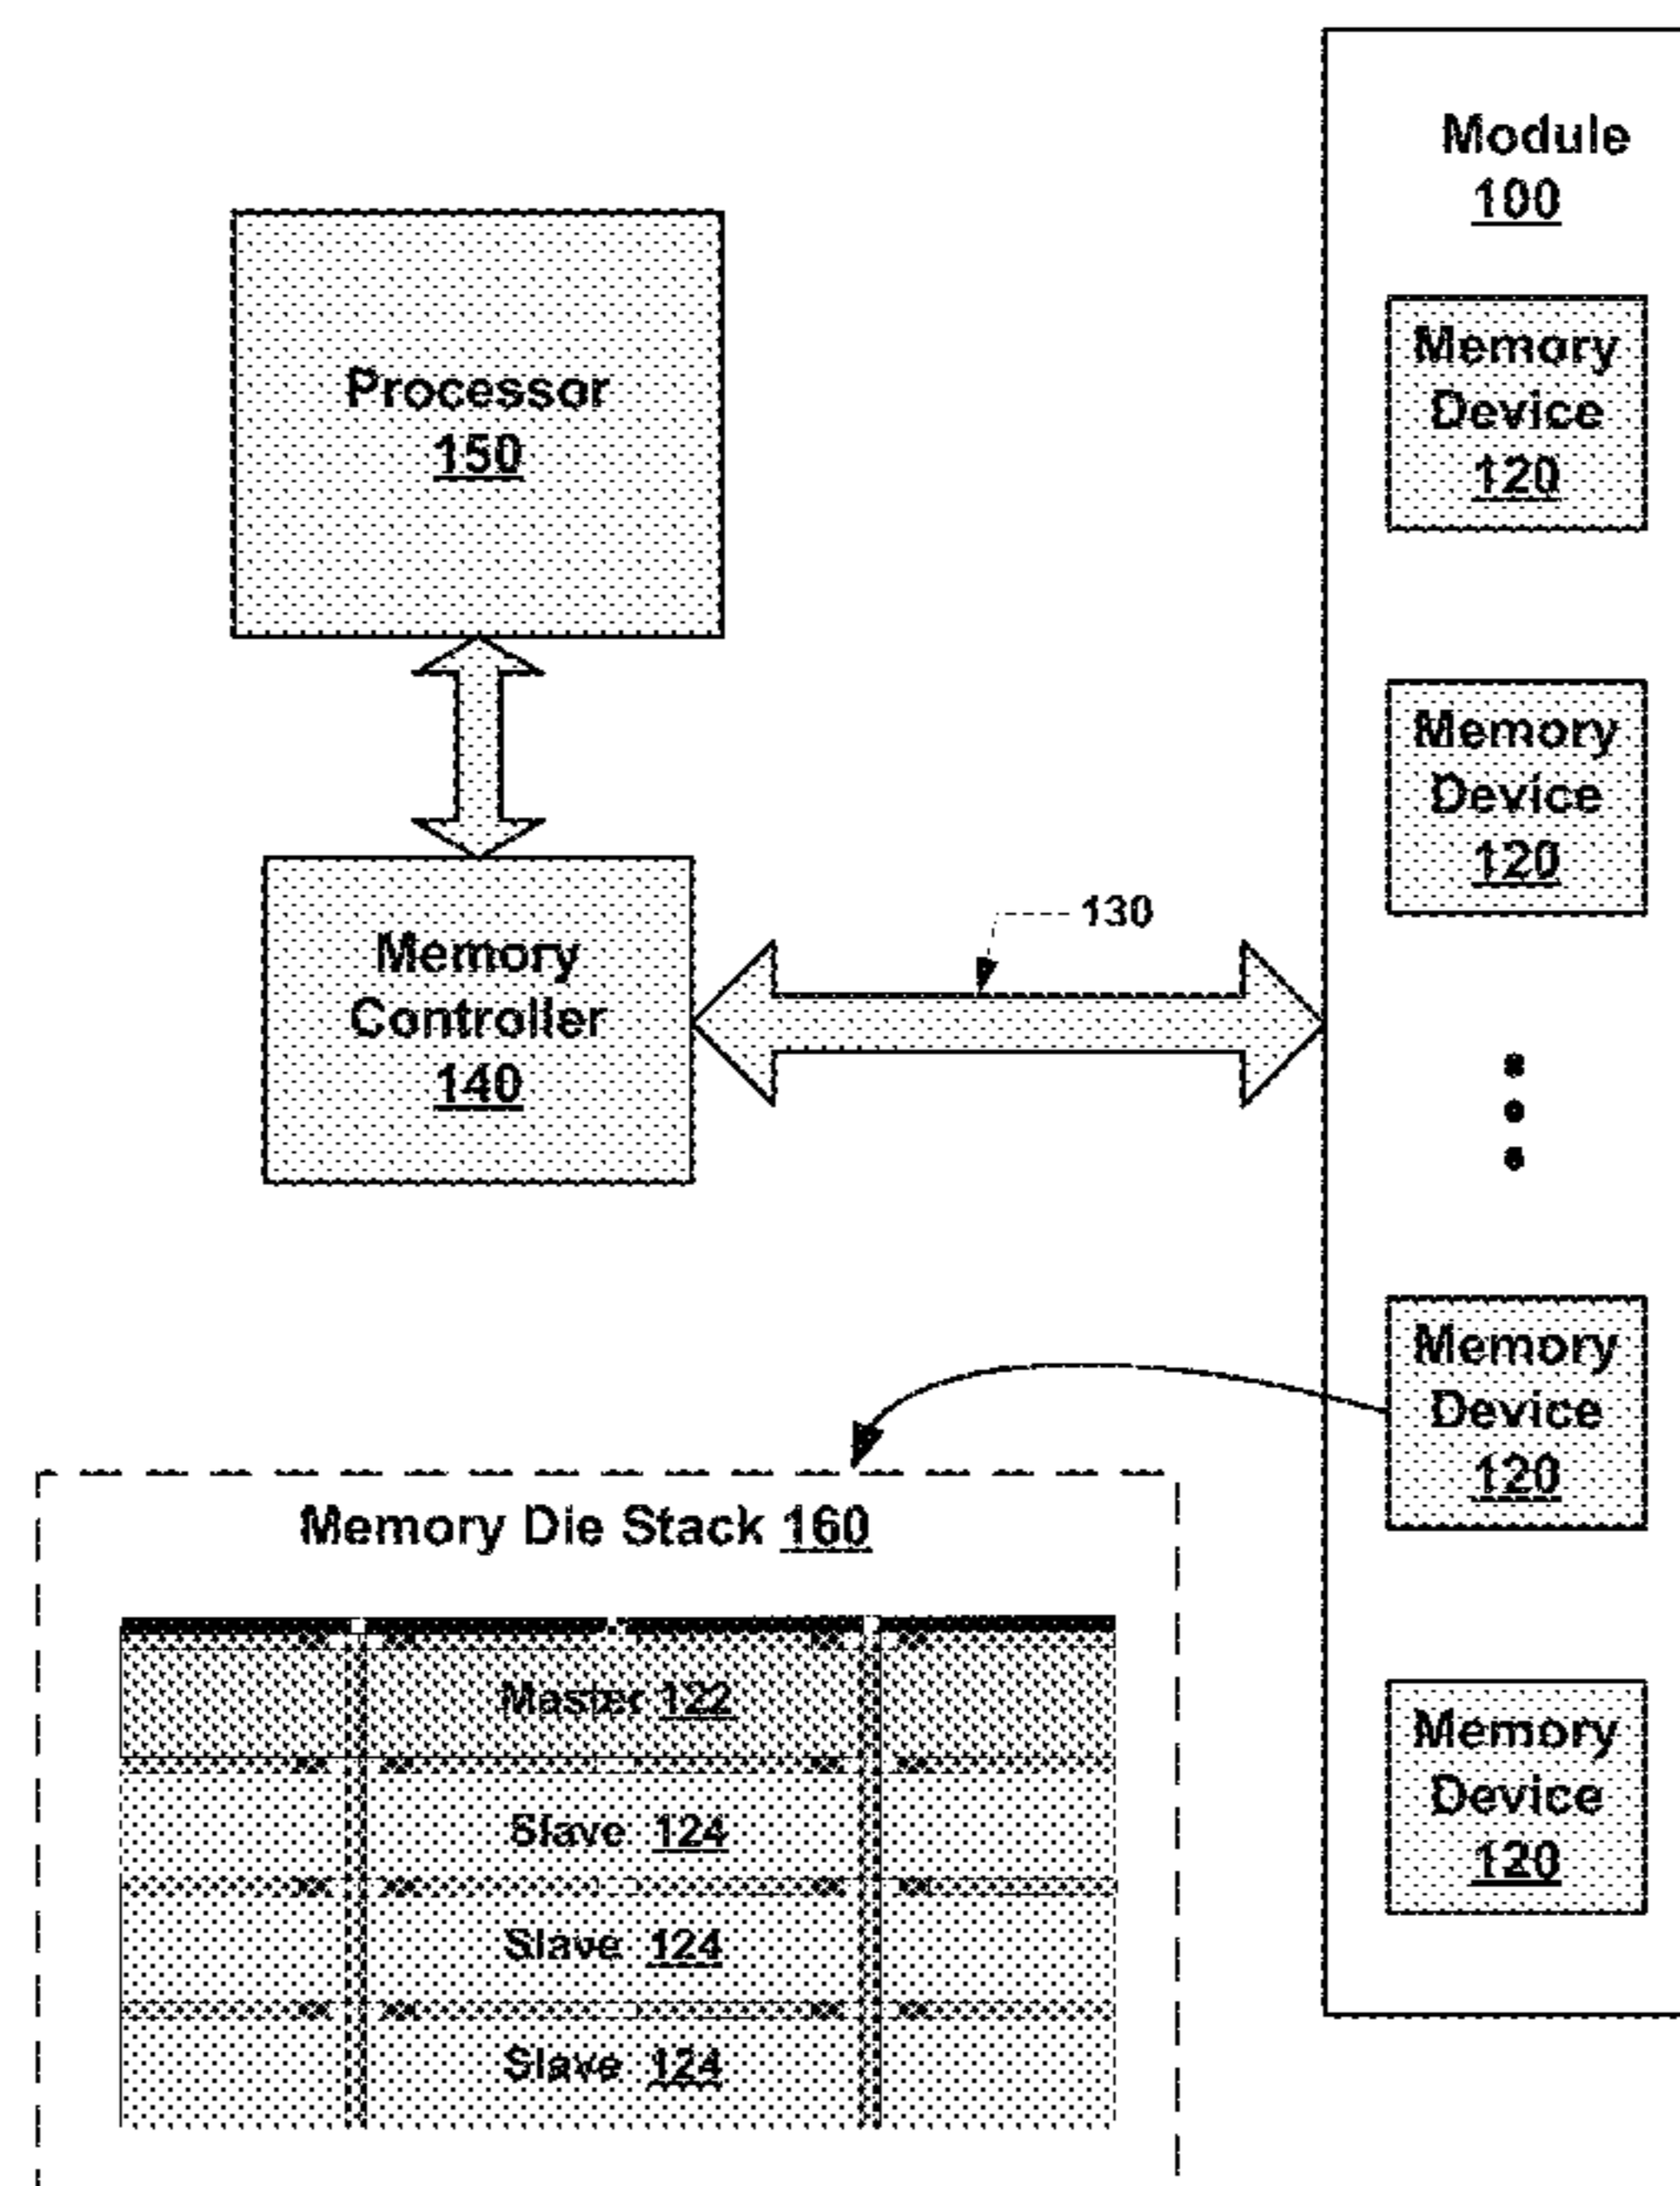 Module
100
Memory
Device
120
Processor
150
Memory
Device
120
130
Memory
Controller
140
Memory
Device
120
Memory Die Stack 160
Master 122
Slave 124
Slave 124
Slave 124
Memory
Device
120